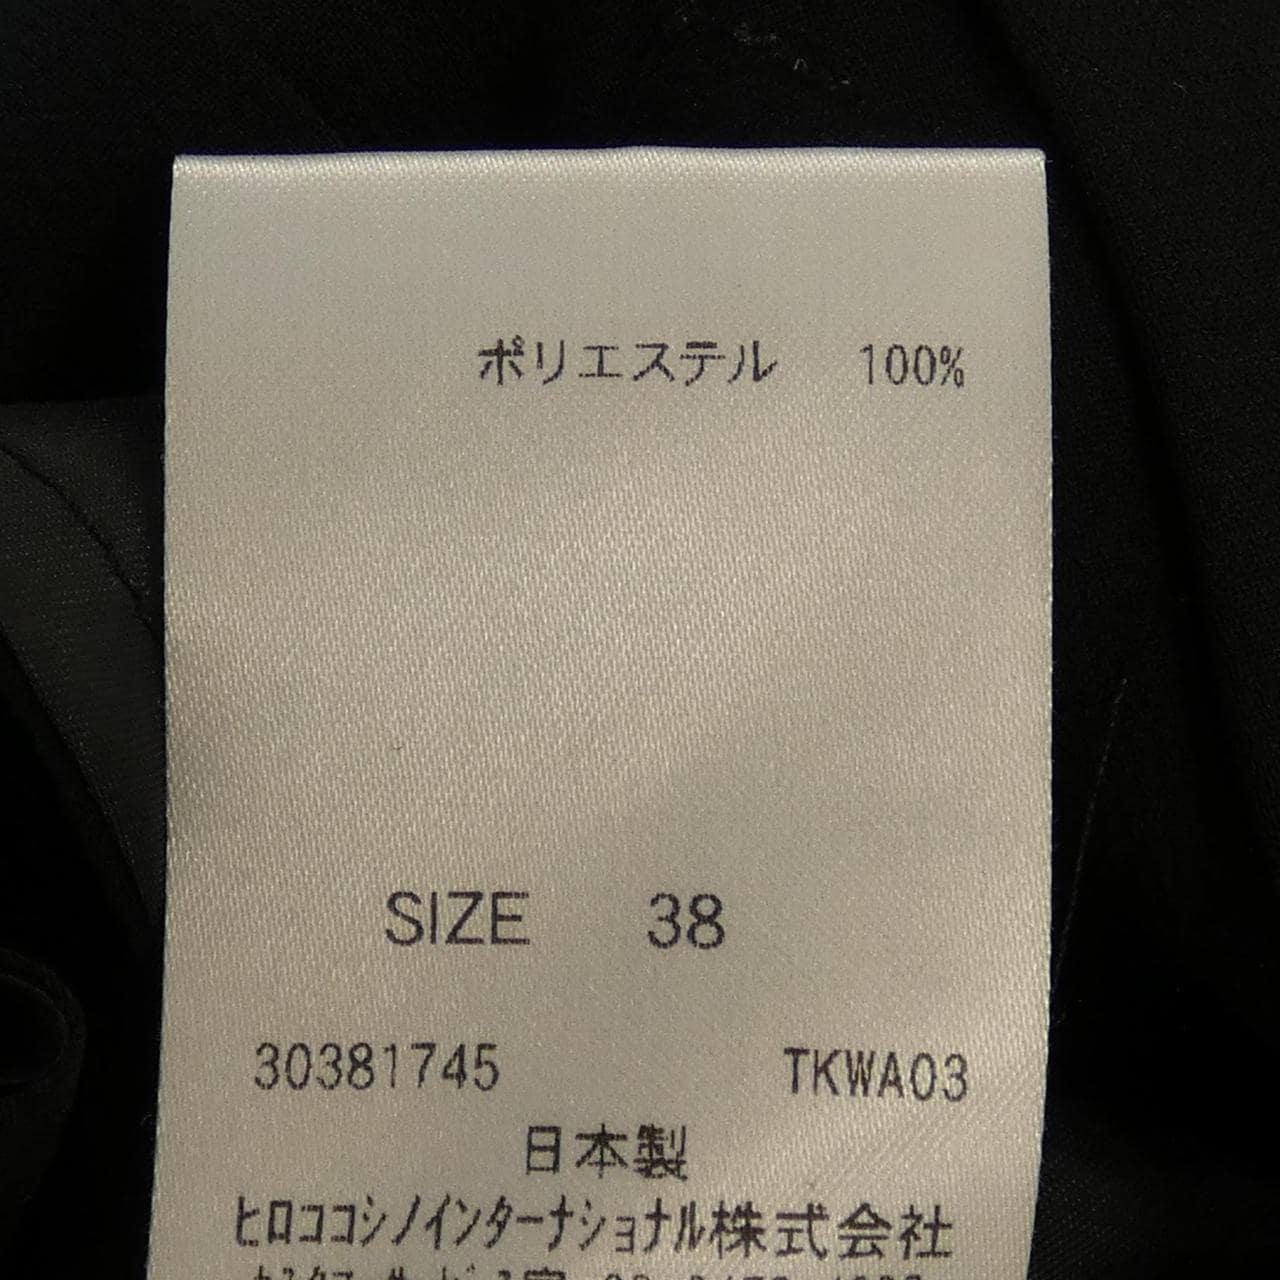 ポリエステル 100%
SIZE 38
30381745 TKWA03
日本製
ヒロココシノインターナショナル株式会社